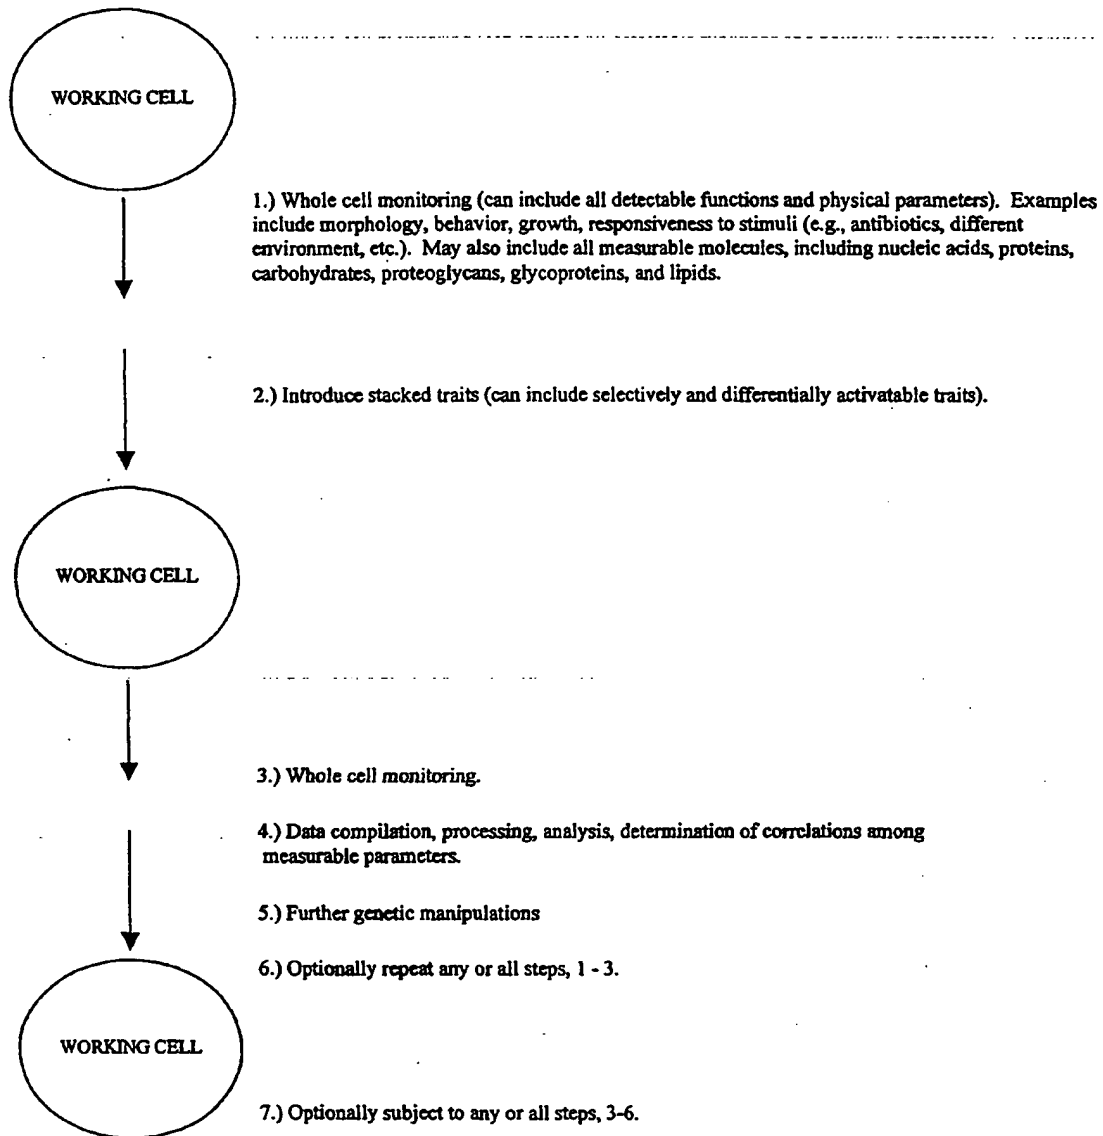 WORKING CELL
1.) Whole cell monitoring (can include all detectable functions and physical parameters). Examples
include morphology, behavior, growth, responsiveness to stimuli (e.g., antibiotics, different
environment, etc.). May also include all measurable molecules, including nucleic acids, proteins,
carbohydrates, proteoglycans, glycoproteins, and lipids.
2.) Introduce stacked traits (can include selectively and differentially activatable traits).
WORKING CELL
3.) Whole cell monitoring.
4.) Data compilation, processing, analysis, determination of correlations among
measurable parameters.
5.) Further genetic manipulations
6.) Optionally repeat any or all steps, 1 - 3.
WORKING CELL
7.) Optionally subject to any or all steps, 3-6.